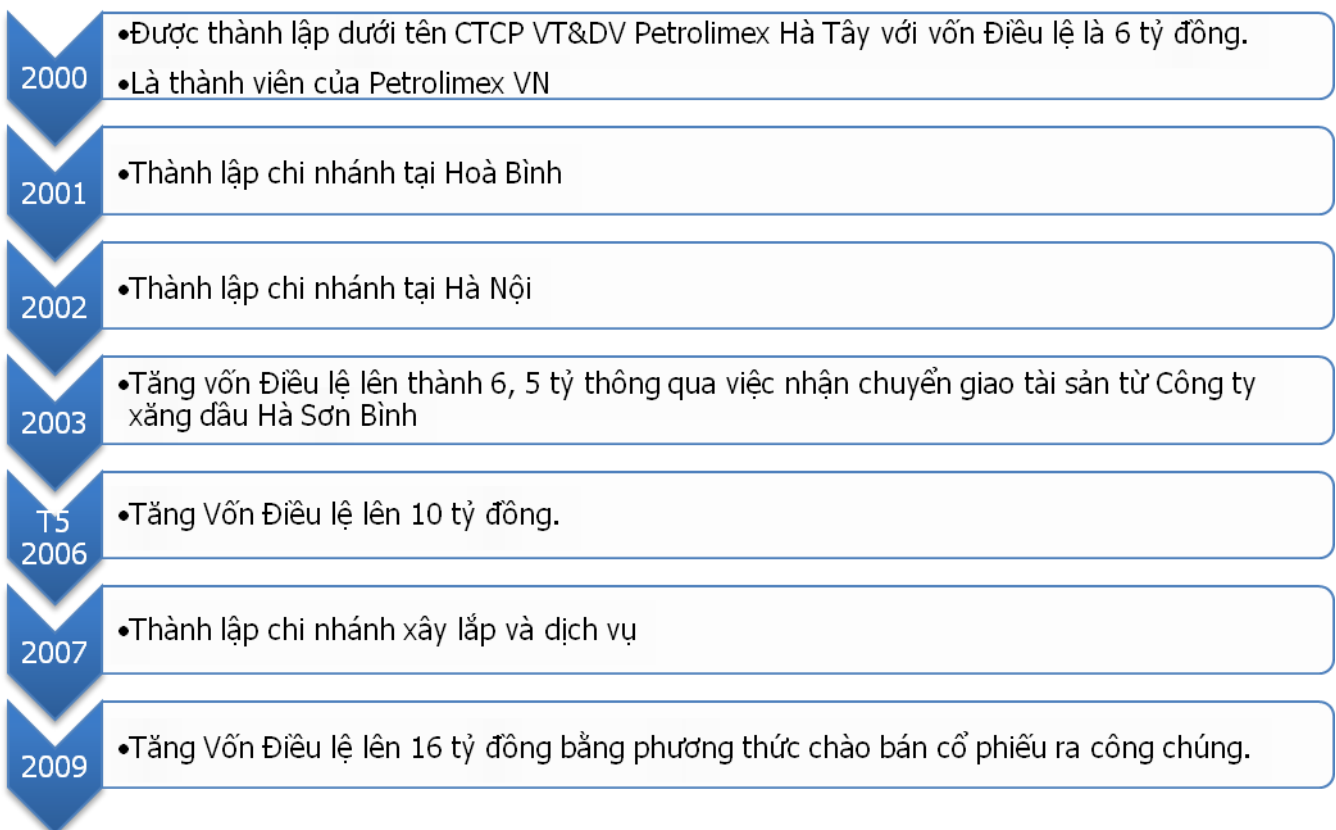 2000
•Được thành lập dưới tên CTCP VT&DV Petrolimex Hà Tây với vốn Điều lệ là 6 tỷ đồng.
•Là thành viên của Petrolimex VN
2001
•Thành lập chi nhánh tại Hoà Bình
2002
•Thành lập chi nhánh tại Hà Nội
2003
•Tăng vốn Điều lệ lên thành 6, 5 tỷ thông qua việc nhận chuyển giao tài sản từ Công ty
xăng dầu Hà Sơn Bình
T5
2006
•Tăng Vốn Điều lệ lên 10 tỷ đồng.
2007
•Thành lập chi nhánh xây lắp và dịch vụ
2009
•Tăng Vốn Điều lệ lên 16 tỷ đồng bằng phương thức chào bán cổ phiếu ra công chúng.